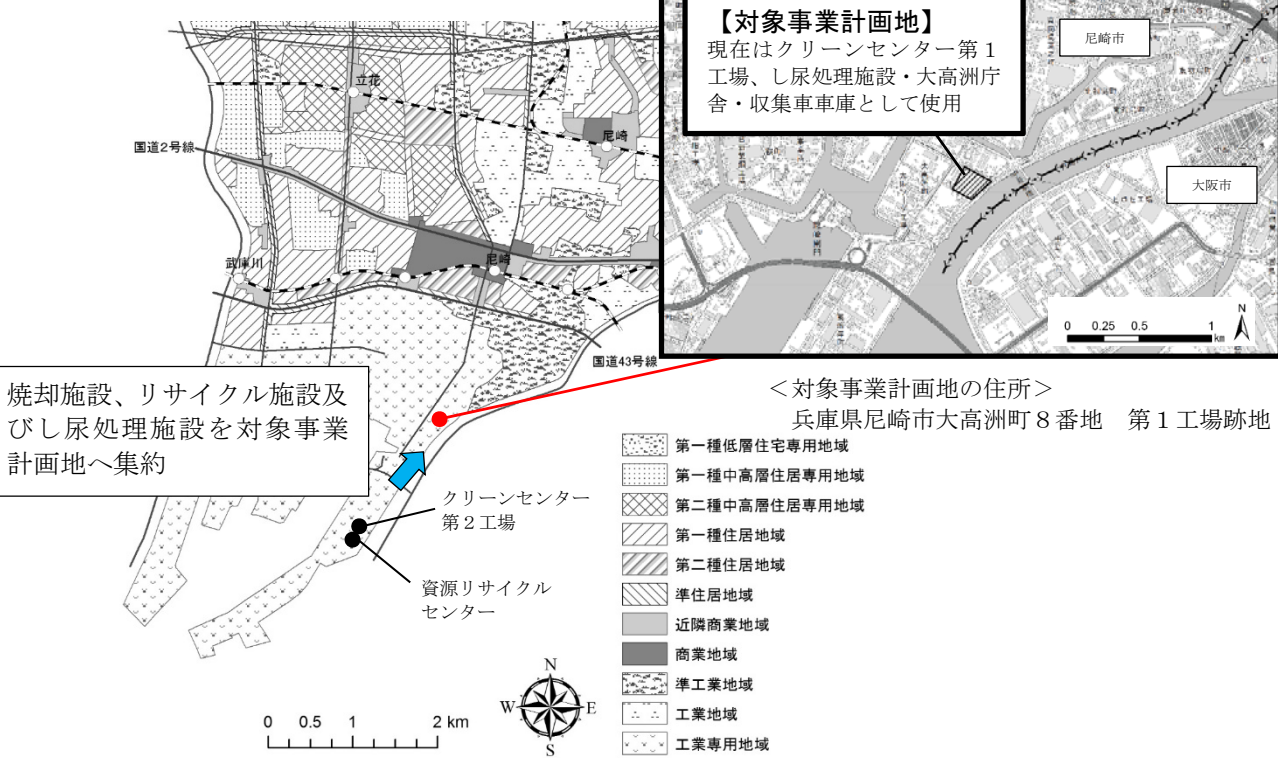 【対象事業計画地】
現在はクリーンセンター第１
工場、し尿処理施設・大高洲庁
舎・収集車車庫として使用
尼崎市
大阪市
0 0.25 0.5 1
km
N
立花
尼崎
国道2号線
武庫川
尼崎
国道43号線
焼却施設、リサイクル施設及
びし尿処理施設を対象事業
計画地へ集約
＜対象事業計画地の住所＞
兵庫県尼崎市大高洲町８番地　第１工場跡地
クリーンセンター
第２工場
資源リサイクル
センター
第一種低層住宅専用地域
第一種中高層住居専用地域
第二種中高層住居専用地域
第一種住居地域
第二種住居地域
準住居地域
近隣商業地域
商業地域
準工業地域
工業地域
工業専用地域
N
W E
S
0 0.5 1 2 km